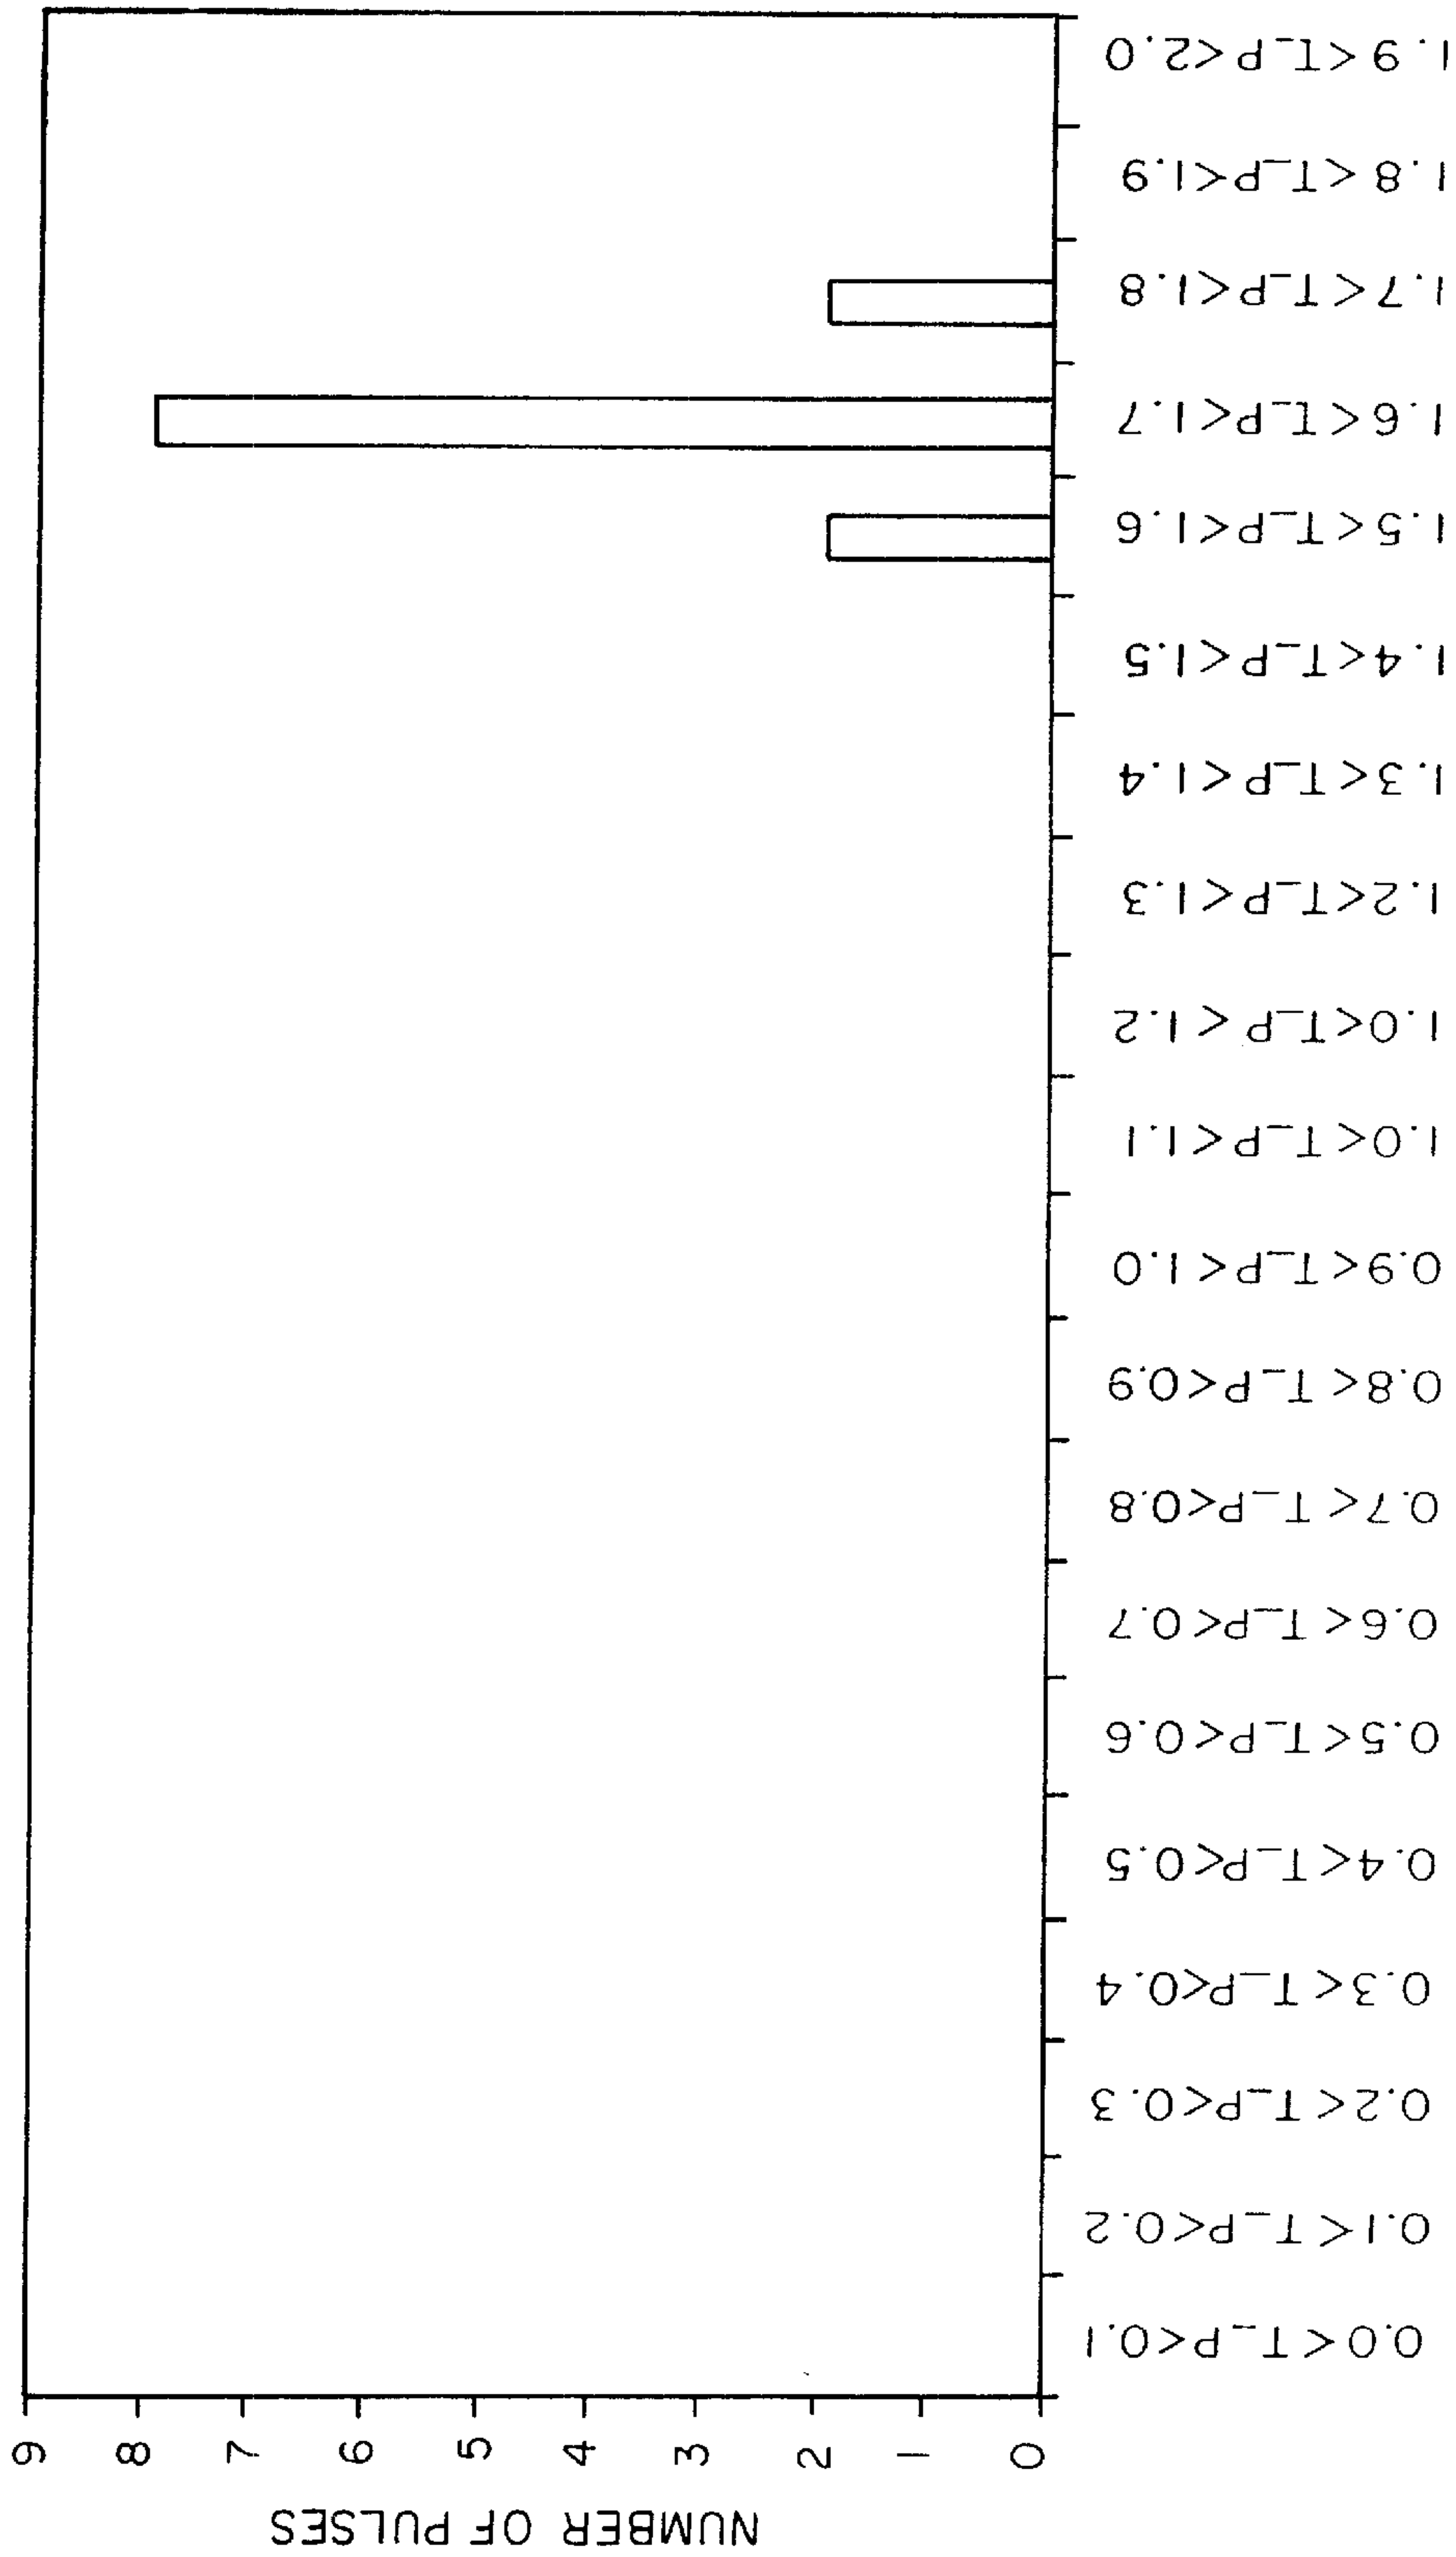 NUMBER OF PULSES
9
8
7
6
5
4
3
2
1
0
0.0<T_P<0.1
0.1<T_P<0.2
0.2<T_P<0.3
0.3<T_P<0.4
0.4<T_P<0.5
0.5<T_P<0.6
0.6<T_P<0.7
0.7<T_P<0.8
0.8<T_P<0.9
0.9<T_P<1.0
1.0<T_P<1.1
1.0<T_P<1.2
1.2<T_P<1.3
1.3<T_P<1.4
1.4<T_P<1.5
1.5<T_P<1.6
1.6<T_P<1.7
1.7<T_P<1.8
1.8<T_P<1.9
1.9<T_P<2.0